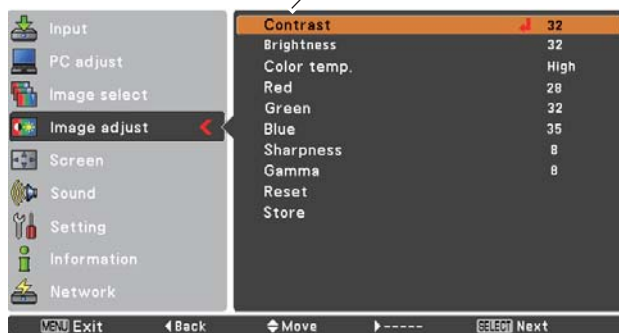 Input
PC adjust
Image select
Image adjust
Screen
Sound
Setting
Information
Network
Contrast 32
Brightness 32
Color temp. High
Red 28
Green 32
Blue 35
Sharpness 8
Gamma 8
Reset
Store
MENU Exit Back Move ----- SELECT Next